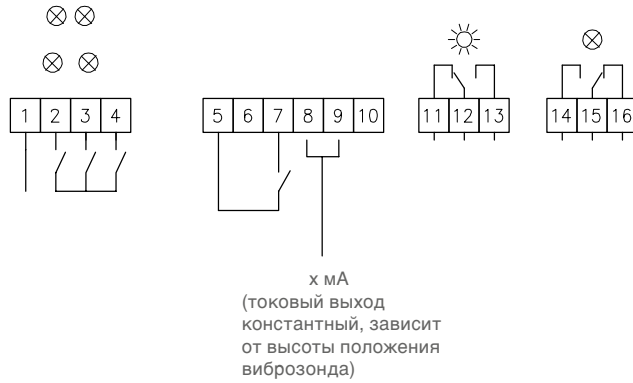 1 2 3 4 5 6 7 8 9 10 11 12 13 14 15 16
х мА
(токовый выход
константный, зависит
от высоты положения
виброзонда)